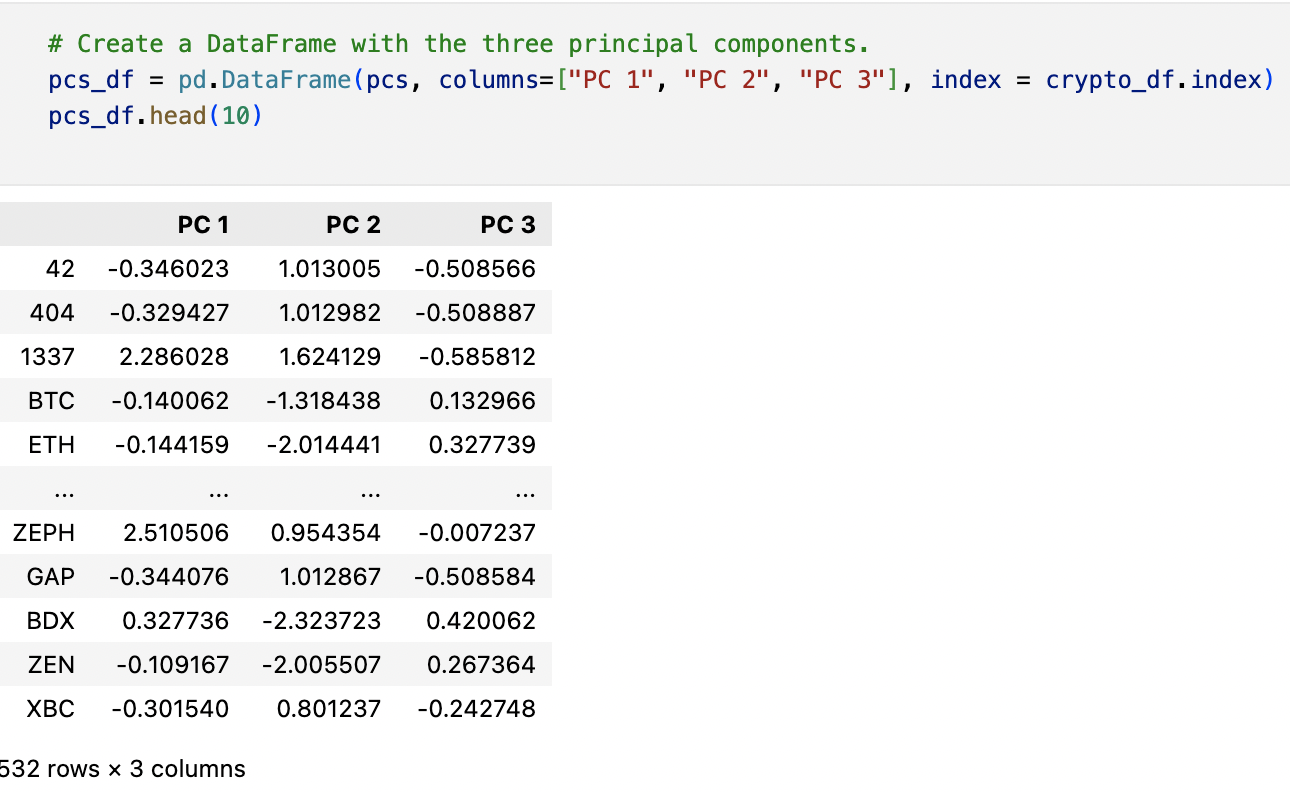 # Create a DataFrame with the three principal components.
pcs_df = pd.DataFrame(pcs, columns=["PC 1", "PC 2", "PC 3"], index = crypto_df.index)
pcs_df.head(10)
PC 1 PC 2 PC 3
42 -0.346023 1.013005 -0.508566
404 -0.329427 1.012982 -0.508887
1337 2.286028 1.624129 -0.585812
BTC -0.140062 -1.318438 0.132966
ETH -0.144159 -2.014441 0.327739
... ... ... ...
ZEPH 2.510506 0.954354 -0.007237
GAP -0.344076 1.012867 -0.508584
BDX 0.327736 -2.323723 0.420062
ZEN -0.109167 -2.005507 0.267364
XBC -0.301540 0.801237 -0.242748
532 rows × 3 columns